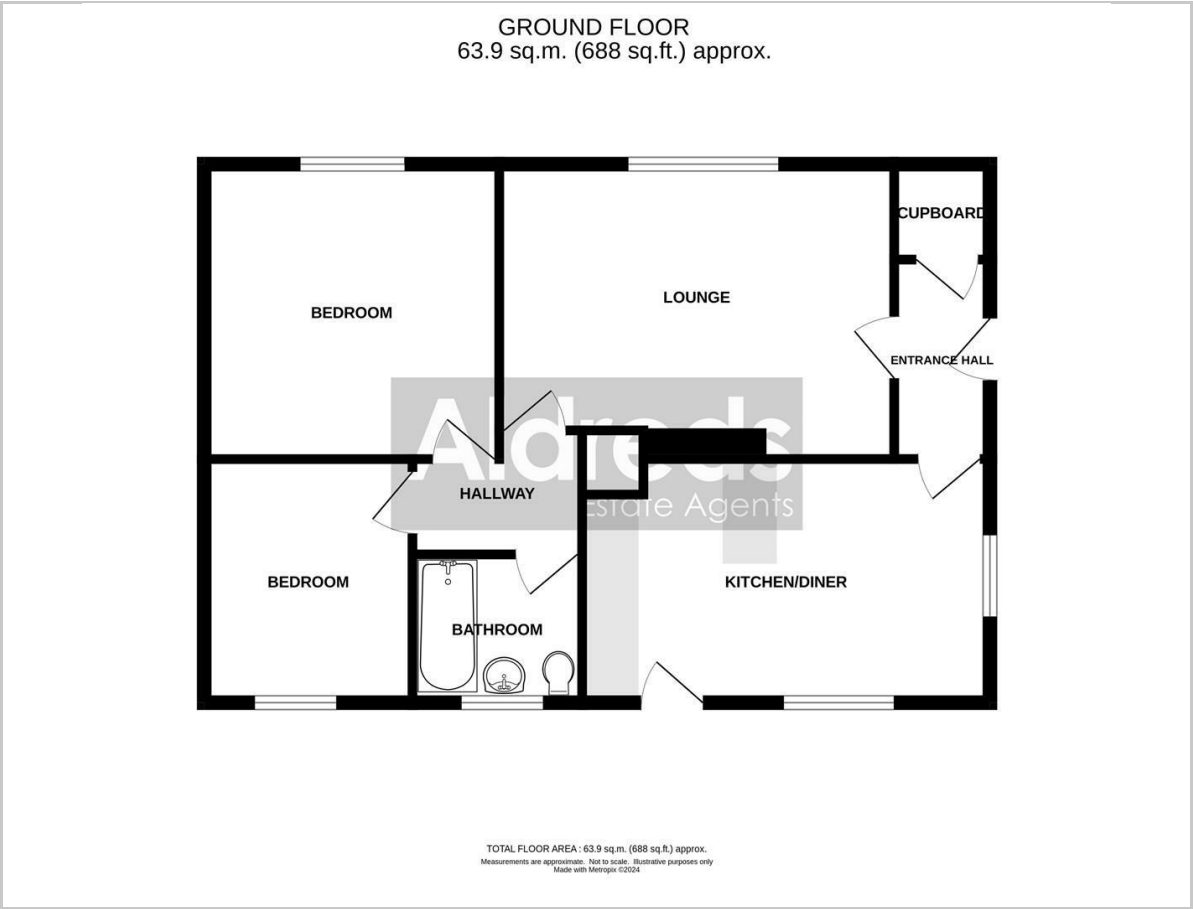 GROUND FLOOR
63.9 sq.m. (688 sq.ft.) approx.
CUPBOARD
LOUNGE
BEDROOM
ENTRANCE HALL
Aldreds
Estate Agents
HALLWAY
BEDROOM
KITCHEN/DINER
BATHROOM
TOTAL FLOOR AREA : 63.9 sq.m. (688 sq.ft.) approx.
Measurements are approximate. Not to scale. Illustrative purposes only
Made with Metropix ©2024